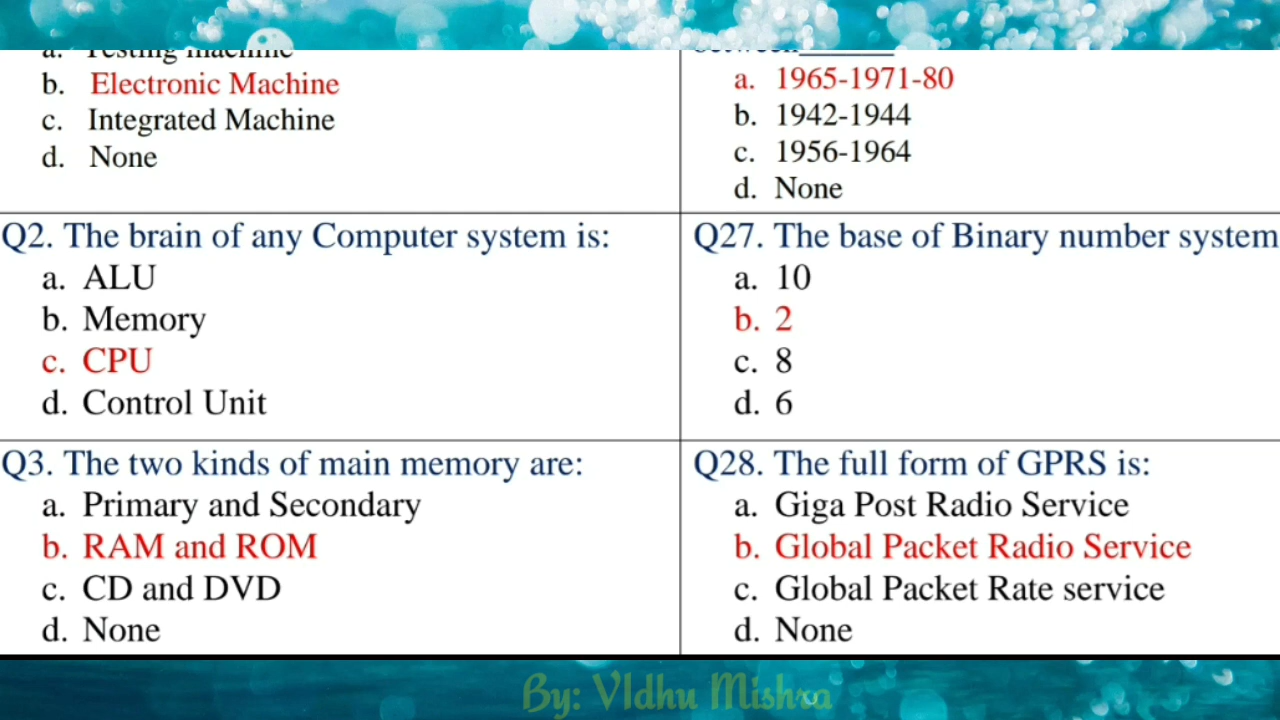 a. Testing machine
b. Electronic Machine
c. Integrated Machine
d. None
Q2. The brain of any Computer system is:
a. ALU
b. Memory
c. CPU
d. Control Unit
Q3. The two kinds of main memory are:
a. Primary and Secondary
b. RAM and ROM
c. CD and DVD
d. None
between_______
a. 1965-1971-80
b. 1942-1944
c. 1956-1964
d. None
Q27. The base of Binary number system
a. 10
b. 2
c. 8
d. 6
Q28. The full form of GPRS is:
a. Giga Post Radio Service
b. Global Packet Radio Service
c. Global Packet Rate service
d. None
By: VIdhu Mishra